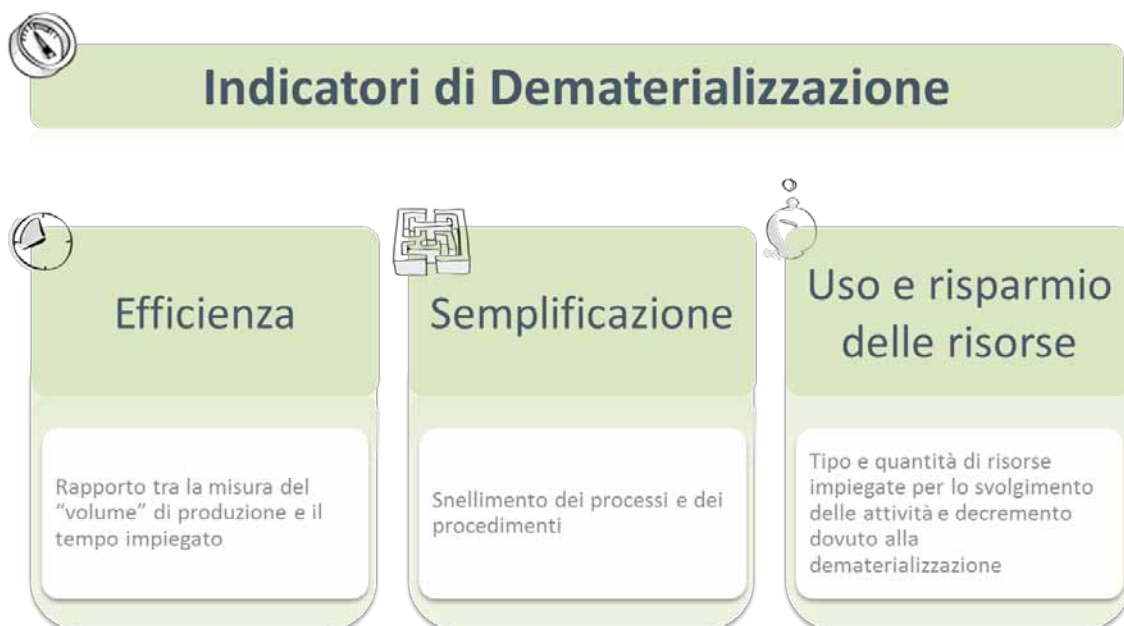 Indicatori di Dematerializzazione
Efficienza
Rapporto tra la misura del
“volume” di produzione e il
tempo impiegato
Semplificazione
Snellimento dei processi e dei
procedimenti
Uso e risparmio
delle risorse
Tipo e quantità di risorse
impiegate per lo svolgimento
delle attività e decremento
dovuto alla
dematerializzazione